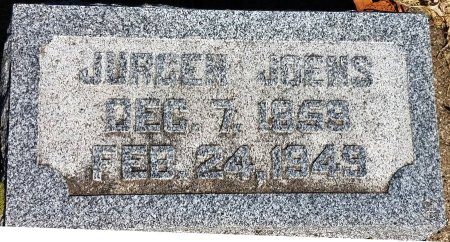 JURGEN JOENS
DEC. 7, 1859
FEB. 24, 1949